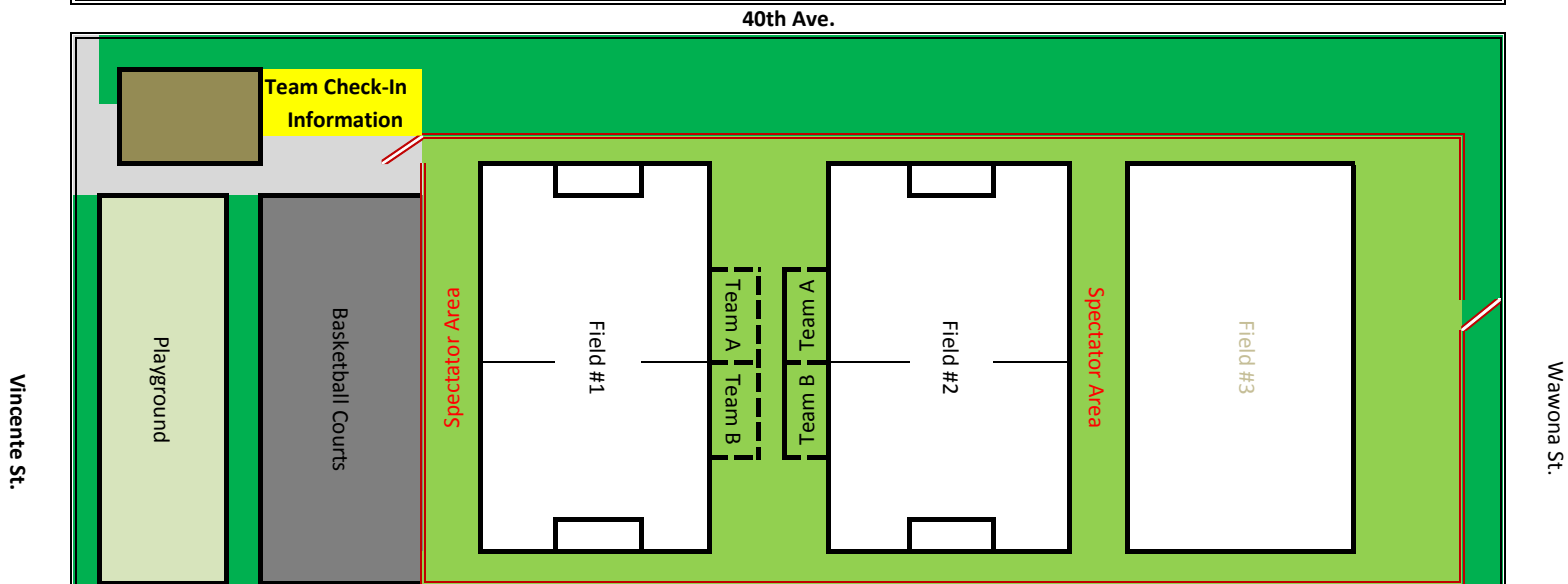 40th Ave.
Team Check-In
Information
Vincente St.
Playground
Basketball Courts
Spectator Area
Field #1
Team A
Team B
Team A
Team B
Field #2
Spectator Area
Field #3
Wawona St.